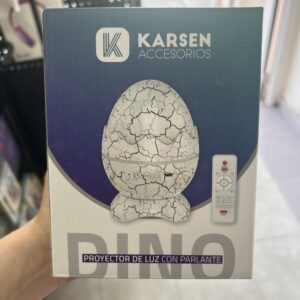 K
KARSEN
ACCESORIOS
DINO
PROYECTOR DE LUZ CON PARLANTE